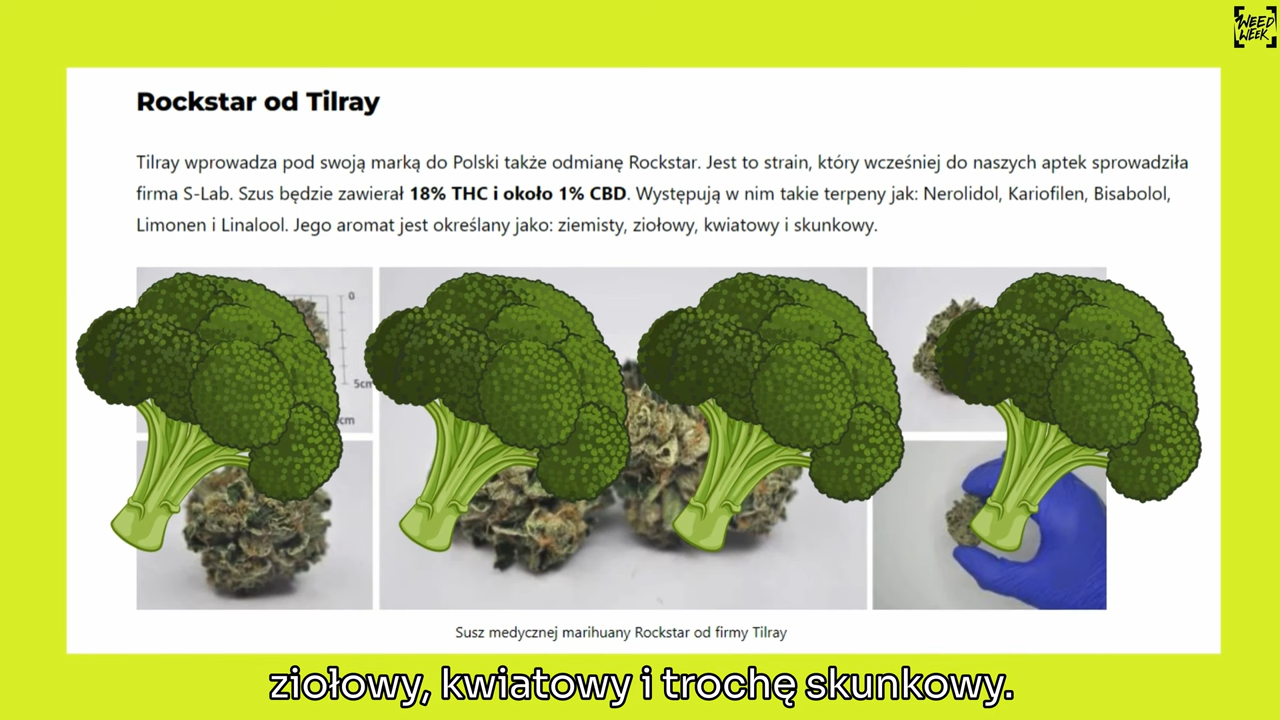 WEED
WEEK
Rockstar od Tilray
Tilray wprowadza pod swoją marką do Polski także odmianę Rockstar. Jest to strain, który wcześniej do naszych aptek sprowadziła
firma S-Lab. Szus będzie zawierał 18% THC i około 1% CBD. Występują w nim takie terpeny jak: Nerolidol, Kariofilen, Bisabolol,
Limonen i Linalool. Jego aromat jest określany jako: ziemisty, ziołowy, kwiatowy i skunkowy.
0
5cm
cm
Susz medycznej marihuany Rockstar od firmy Tilray
ziołowy, kwiatowy i trochę skunkowy.